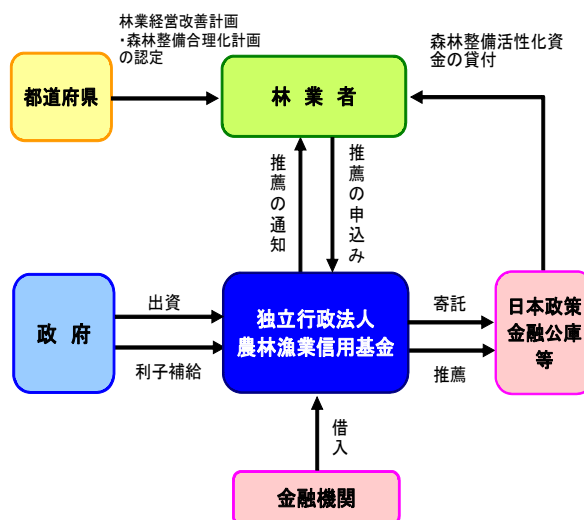 林業経営改善計画
・森林整備合理化計画
の認定
森林整備活性化資
金の貸付
都道府県
林業者
推薦の通知
推薦の申込み
政府
出資
利子補給
独立行政法人
農林漁業信用基金
寄託
推薦
日本政策
金融公庫
等
借入
金融機関